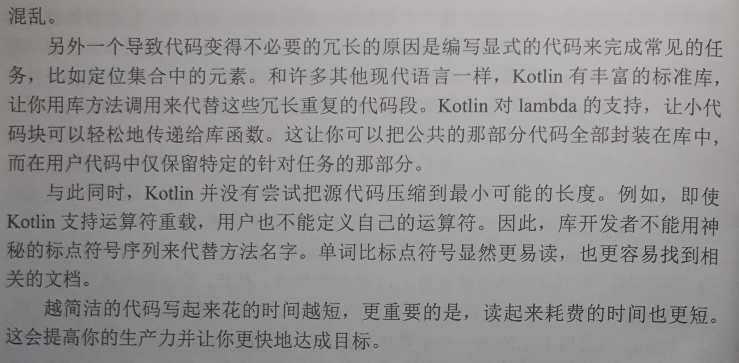 混乱。
另外一个导致代码变得不必要的冗长的原因是编写显式的代码来完成常见的任
务，比如定位集合中的元素。和许多其他现代语言一样，Kotlin 有丰富的标准库，
让你用库方法调用来代替这些冗长重复的代码段。Kotlin 对 lambda 的支持，让小代
码块可以轻松地传递给库函数。这让你可以把公共的那部分代码全部封装在库中，
而在用户代码中仅保留特定的针对任务的那部分。
与此同时，Kotlin 并没有尝试把源代码压缩到最小可能的长度。例如，即使
Kotlin 支持运算符重载，用户也不能定义自己的运算符。因此，库开发者不能用神
秘的标点符号序列来代替方法名字。单词比标点符号显然更易读，也更容易找到相
关的文档。
越简洁的代码写起来花的时间越短，更重要的是，读起来耗费的时间也更短。
这会提高你的生产力并让你更快地达成目标。